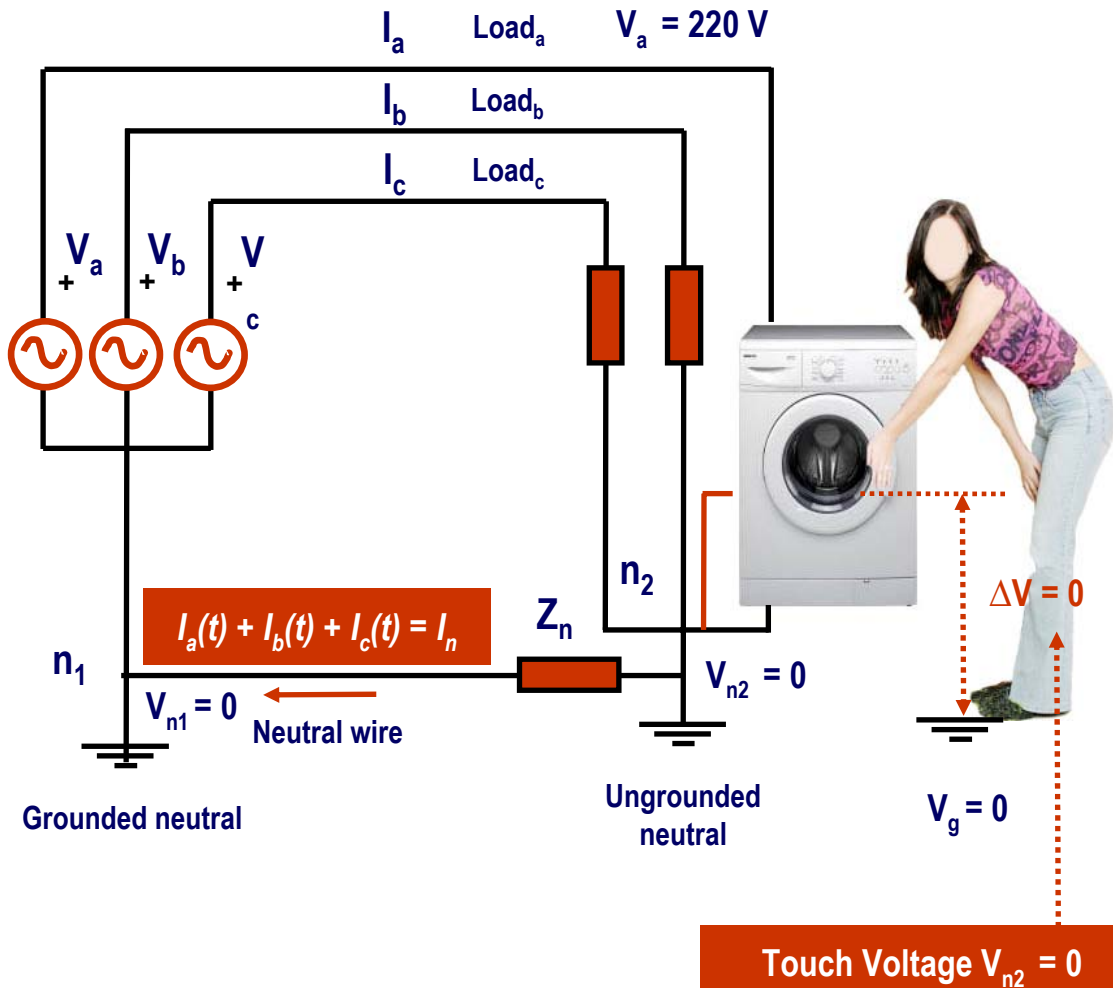 I_a Load_a V_a = 220 V
I_b Load_b
I_c Load_c
V_a V_b V
+ + +
c
n_2
ΔV = 0
I_a(t) + I_b(t) + I_c(t) = I_n
Z_n
n_1
V_n1 = 0
V_n2 = 0
Neutral wire
Grounded neutral
Ungrounded
neutral
V_g = 0
Touch Voltage V_n2 = 0